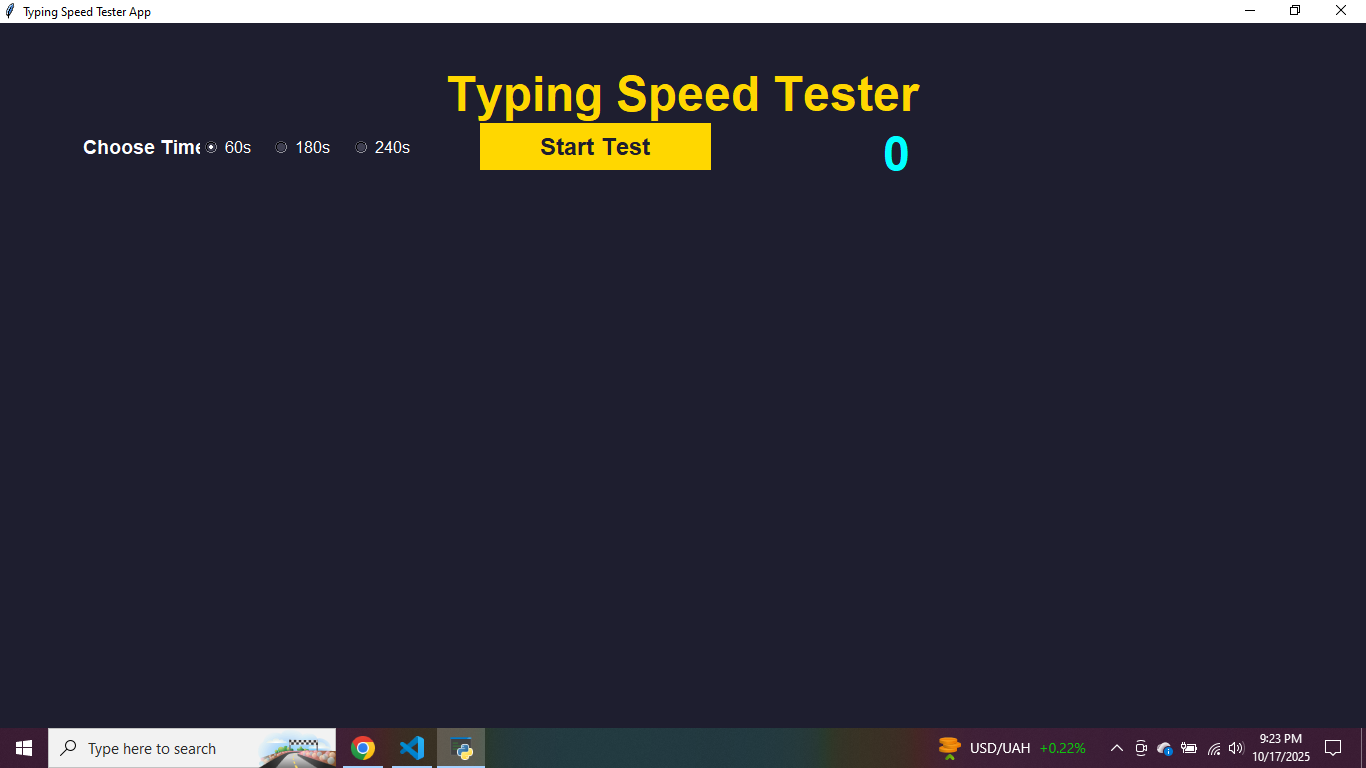 Typing Speed Tester App
Typing Speed Tester
Choose Time
60s
180s
240s
Start Test
0
Type here to search
USD/UAH +0.22%
9:23 PM
10/17/2025